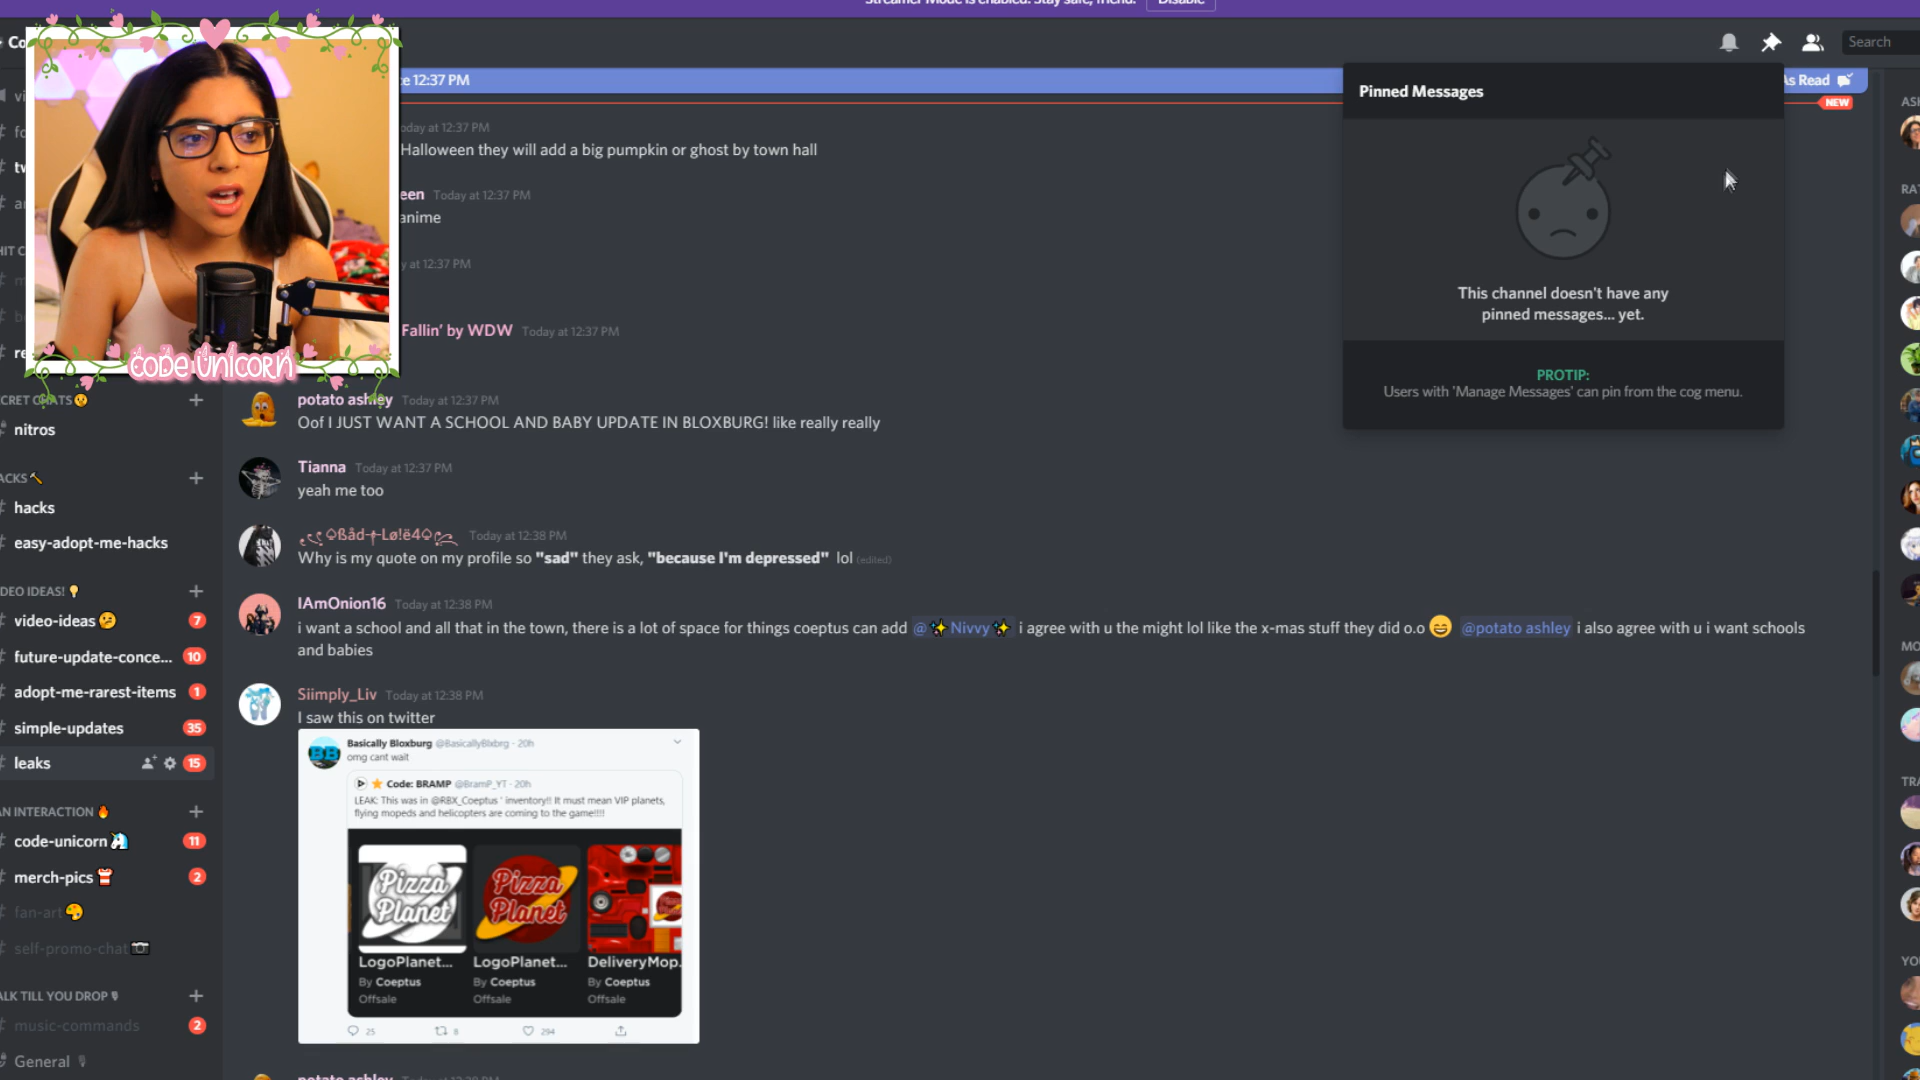 Streamer Mode is enabled. Stay safe, friend.
Disable
Search
12:37 PM
As Read
NEW
Pinned Messages
This channel doesn't have any
pinned messages... yet.
PROTIP:
Users with 'Manage Messages' can pin from the cog menu.
CODE UNICORN
at 12:37 PM
Halloween they will add a big pumpkin or ghost by town hall
een Today at 12:37 PM
anime
at 12:37 PM
Fallin' by WDW Today at 12:37 PM
potato ashley Today at 12:37 PM
Oof I JUST WANT A SCHOOL AND BABY UPDATE IN BLOXBURG! like really really
Tianna Today at 12:37 PM
yeah me too
Today at 12:38 PM
Why is my quote on my profile so "sad" they ask, "because I'm depressed" lol (edited)
IAmOnion16 Today at 12:38 PM
i want a school and all that in the town, there is a lot of space for things coeptus can add @✨Nivvy✨ i agree with u the might lol like the x-mas stuff they did o.o 😄 @potato ashley i also agree with u i want schools
and babies
Siimply_Liv Today at 12:38 PM
I saw this on twitter
Basically Bloxburg @BasicallyBlxbrg · 20h
omg cant wait
Code: BRAMP @BramP_YT · 20h
LEAK: This was in @RBX_Coeptus ' inventory!! It must mean VIP planets,
flying mopeds and helicopters are coming to the game!!!!
Pizza
Planet
Pizza
Planet
LogoPlanet... LogoPlanet... DeliveryMop.
By Coeptus By Coeptus By Coeptus
Offsale Offsale Offsale
25 8 294
potato ashley
CRET CHATS
nitros
ACKS🔨
hacks
easy-adopt-me-hacks
DEO IDEAS!💡
video-ideas🤔 7
future-update-conce... 10
adopt-me-rarest-items 1
simple-updates 35
leaks 15
AN INTERACTION🔥
code-unicorn🦄 11
merch-pics 2
fan-art🎨
self-promo-chat📷
ALK TILL YOU DROP🎙
music-commands 2
General🎙